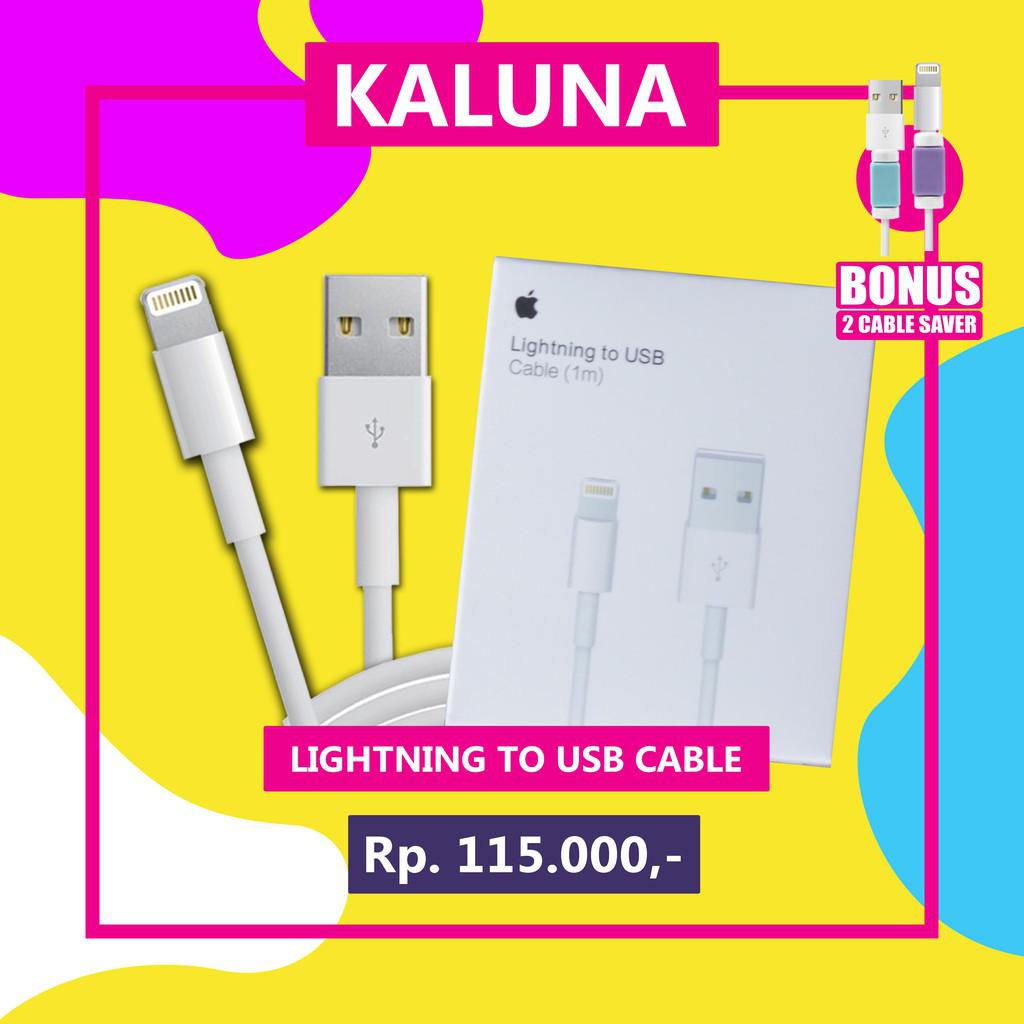 KALUNA
BONUS
2 CABLE SAVER
Lightning to USB
Cable (1m)
LIGHTNING TO USB CABLE
Rp. 115.000,-